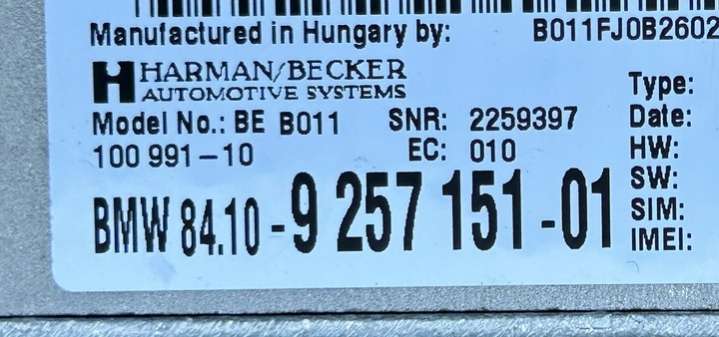 Manufactured in Hungary by: B011FJ0B2602
HARMAN/BECKER
AUTOMOTIVE SYSTEMS
Type:
Model No.: BE B011 SNR: 2259397 Date:
100 991-10 EC: 010 HW:
BMW 84.10-9 257 151-01 SW:
SIM:
IMEI: